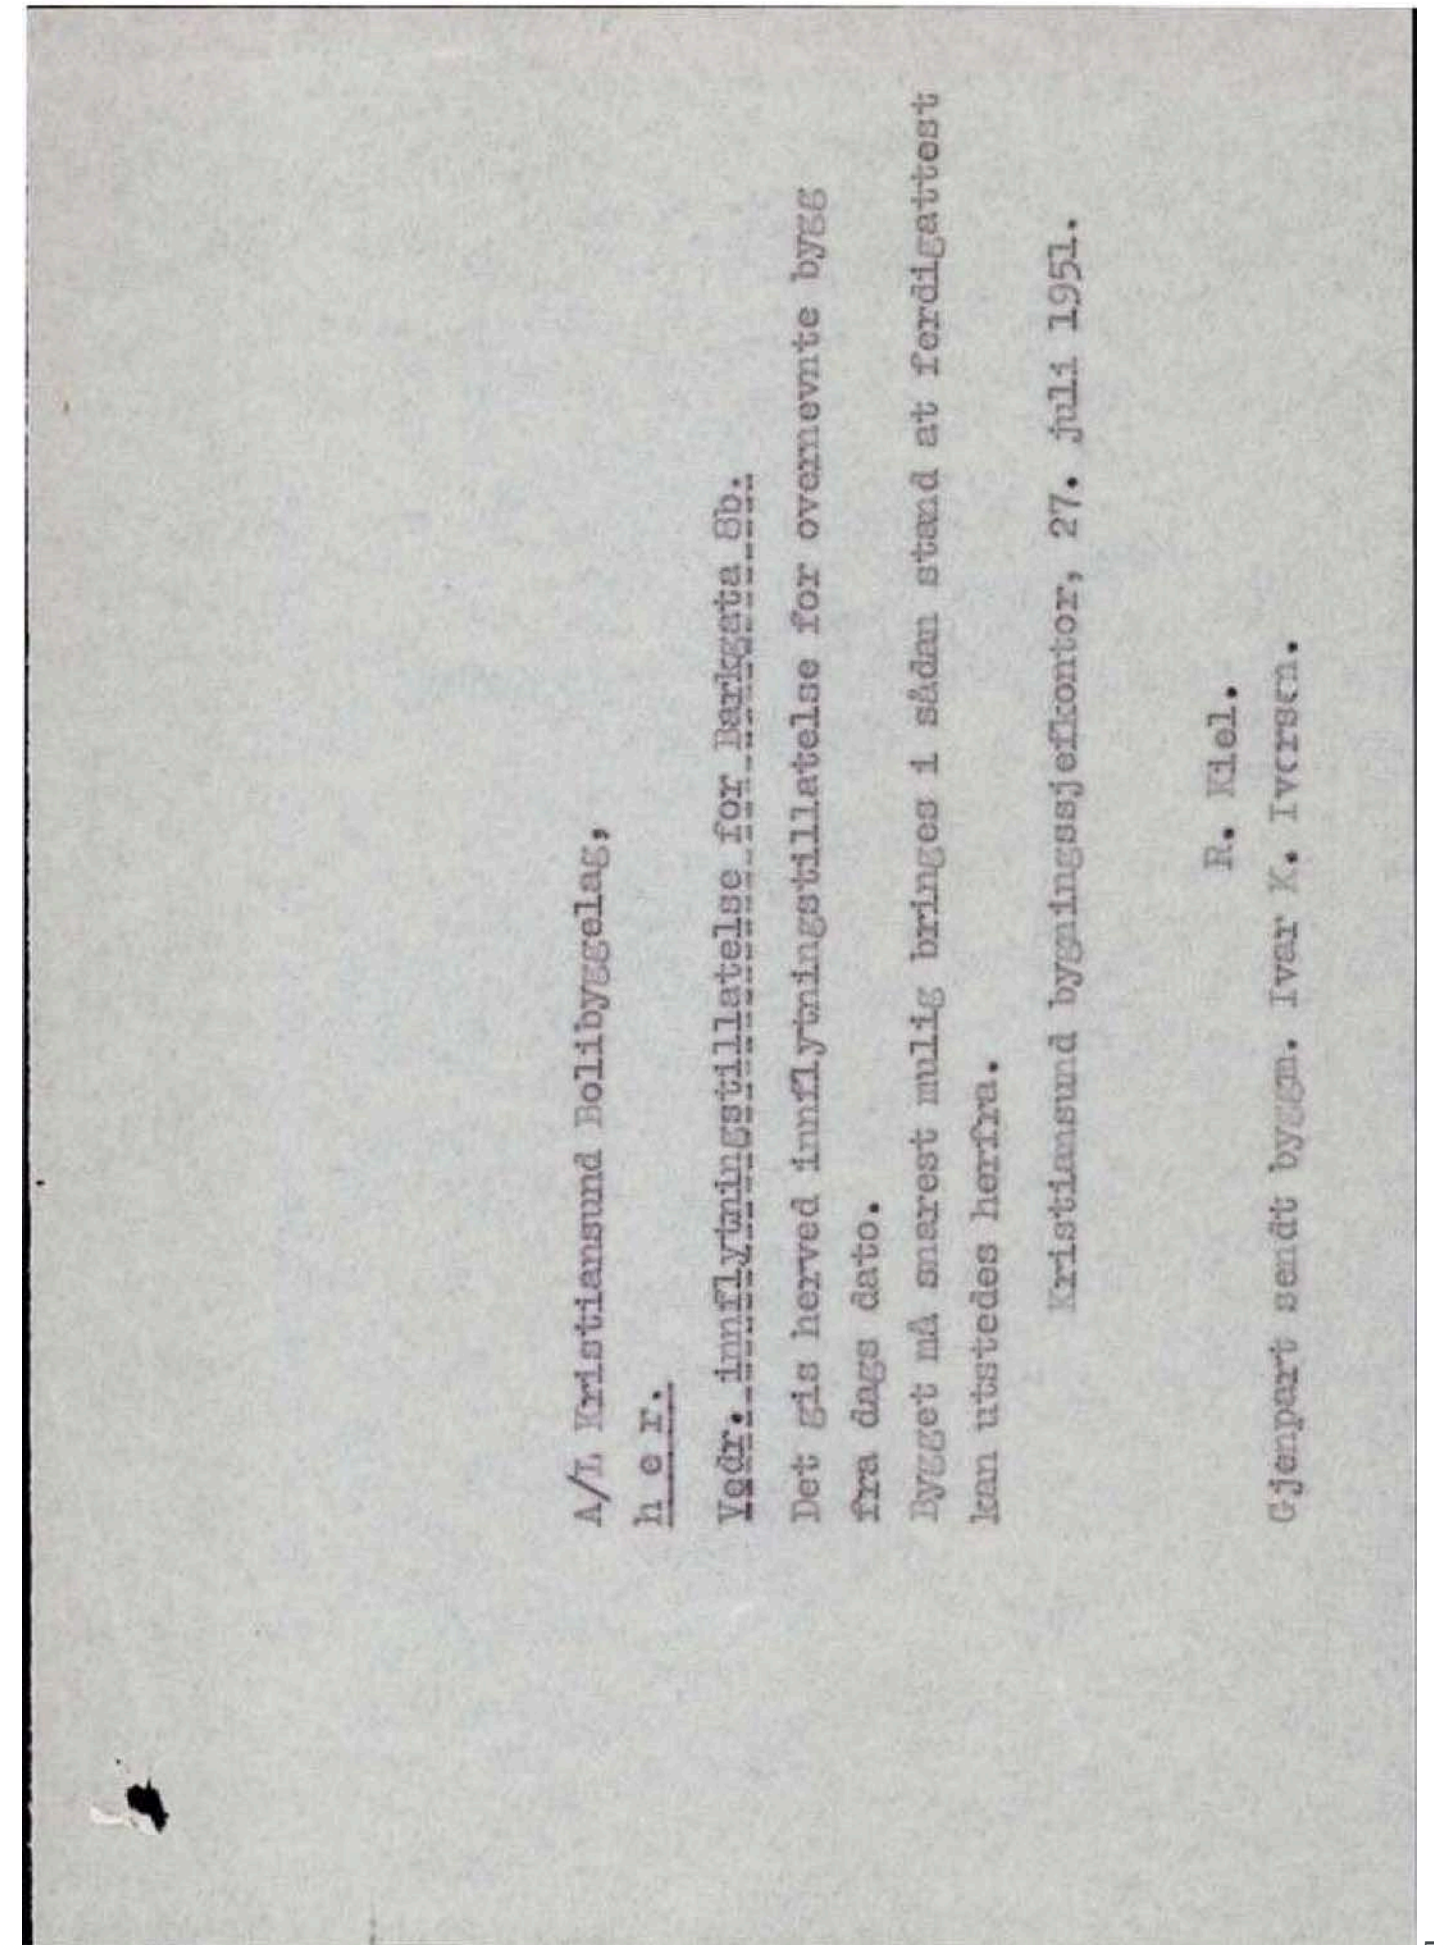 A/L Kristiansund Bolibyggelag,
h e r.
Vedr. innflytningstillatelse for Barkgata 8b.
Det gis herved innflytningstillatelse for overnevnte bygg
fra dags dato.
Bygget må snarest mulig bringes i sådan stand at ferdigattest
kan utstedes herfra.
Kristiansund bygningssjefkontor, 27. juli 1951.
R. Kiel.
Gjenpart sendt byggm. Ivar K. Iversen.